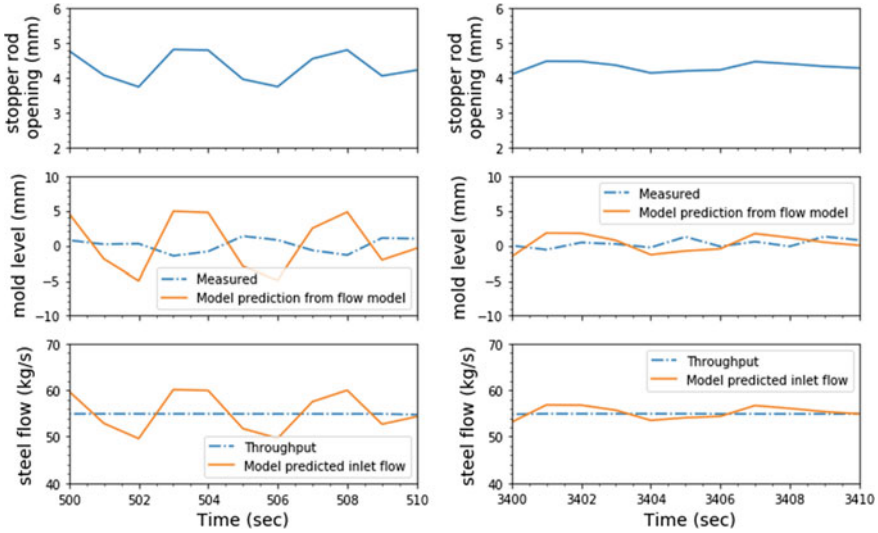 6
5
4
3
2
stopper rod
opening (mm)
6
5
4
3
2
stopper rod
opening (mm)
10
5
0
−5
−10
mold level (mm)
Measured
Model prediction from flow model
10
5
0
−5
−10
mold level (mm)
Measured
Model prediction from flow model
70
60
50
40
steel flow (kg/s)
Throughput
Model predicted inlet flow
500 502 504 506 508 510
Time (sec)
70
60
50
40
steel flow (kg/s)
Throughput
Model predicted inlet flow
3400 3402 3404 3406 3408 3410
Time (sec)